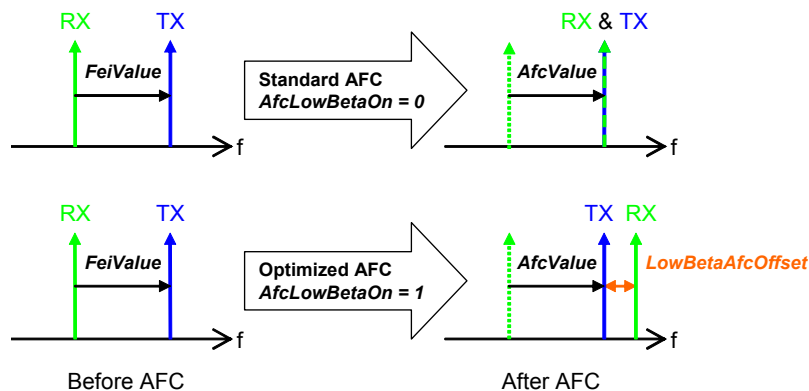 RX TX
FeiValue
Standard AFC
AfcLowBetaOn = 0
f
RX & TX
AfcValue
f
RX TX
FeiValue
Optimized AFC
AfcLowBetaOn = 1
f
TX RX
AfcValue
LowBetaAfcOffset
f
Before AFC
After AFC